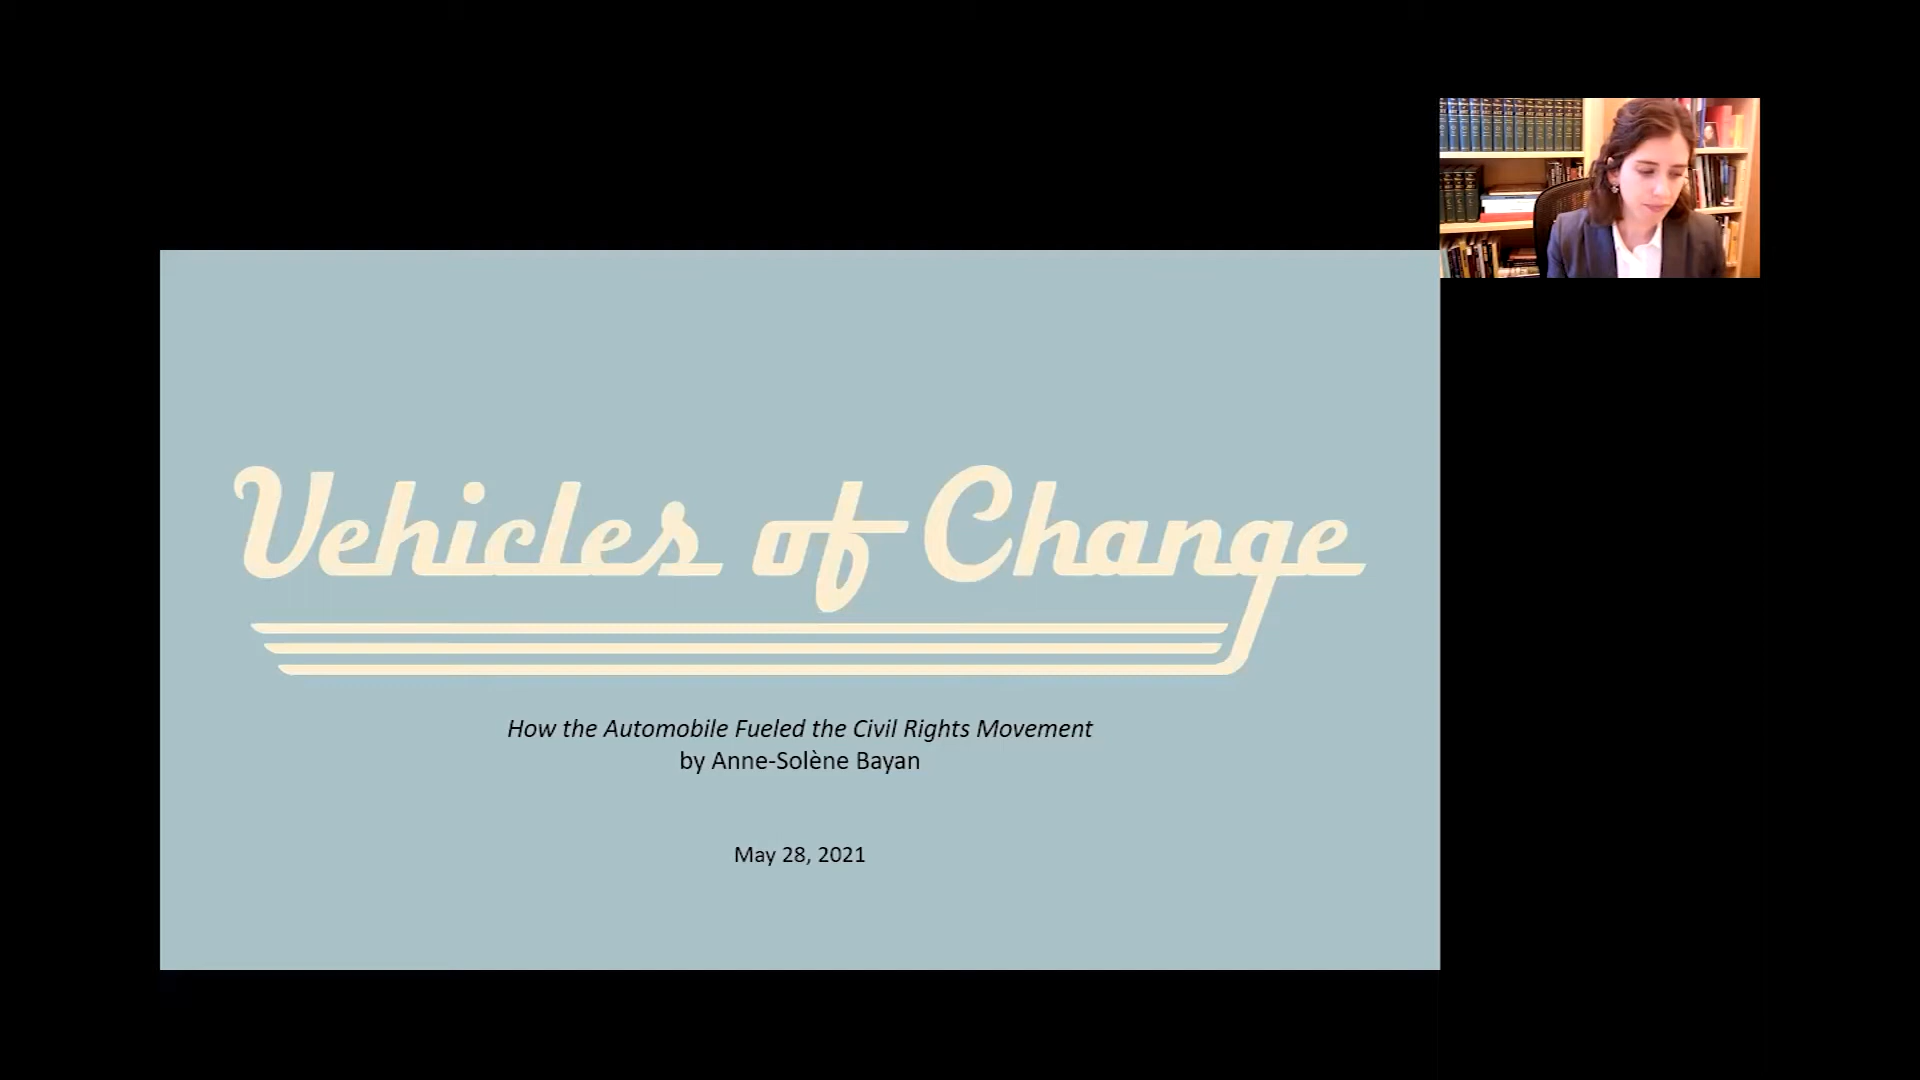 Vehicles of Change
How the Automobile Fueled the Civil Rights Movement
by Anne-Solène Bayan
May 28, 2021